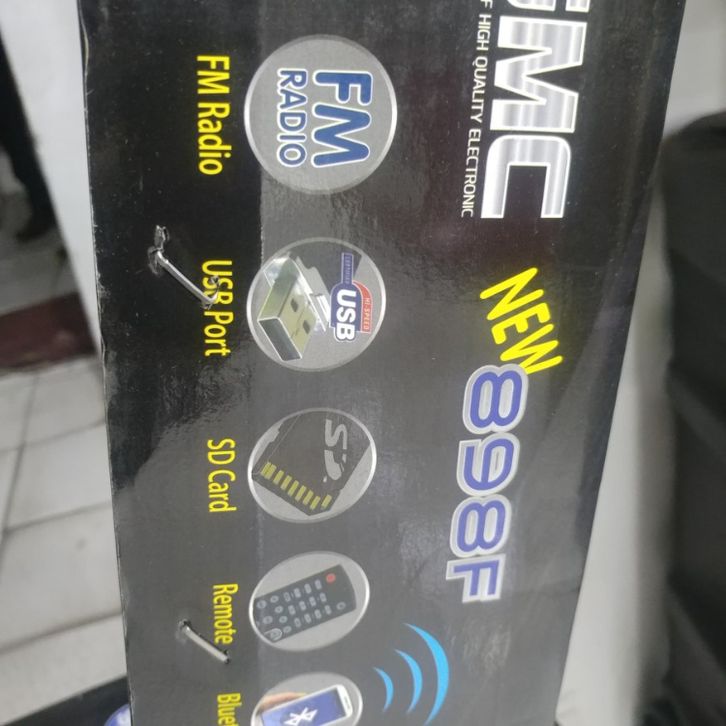 GMC
F HIGH QUALITY ELECTRONIC
NEW
898F
FM
RADIO
CERTIFIED
HI-SPEED
USB
SD
FM Radio
USB Port
SD Card
Remote